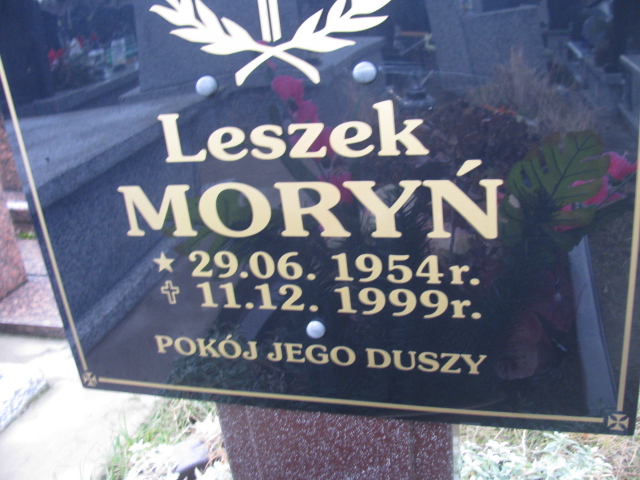 Leszek
MORYŃ
★ 29.06. 1954r.
✝ 11.12. 1999r.
POKÓJ JEGO DUSZY